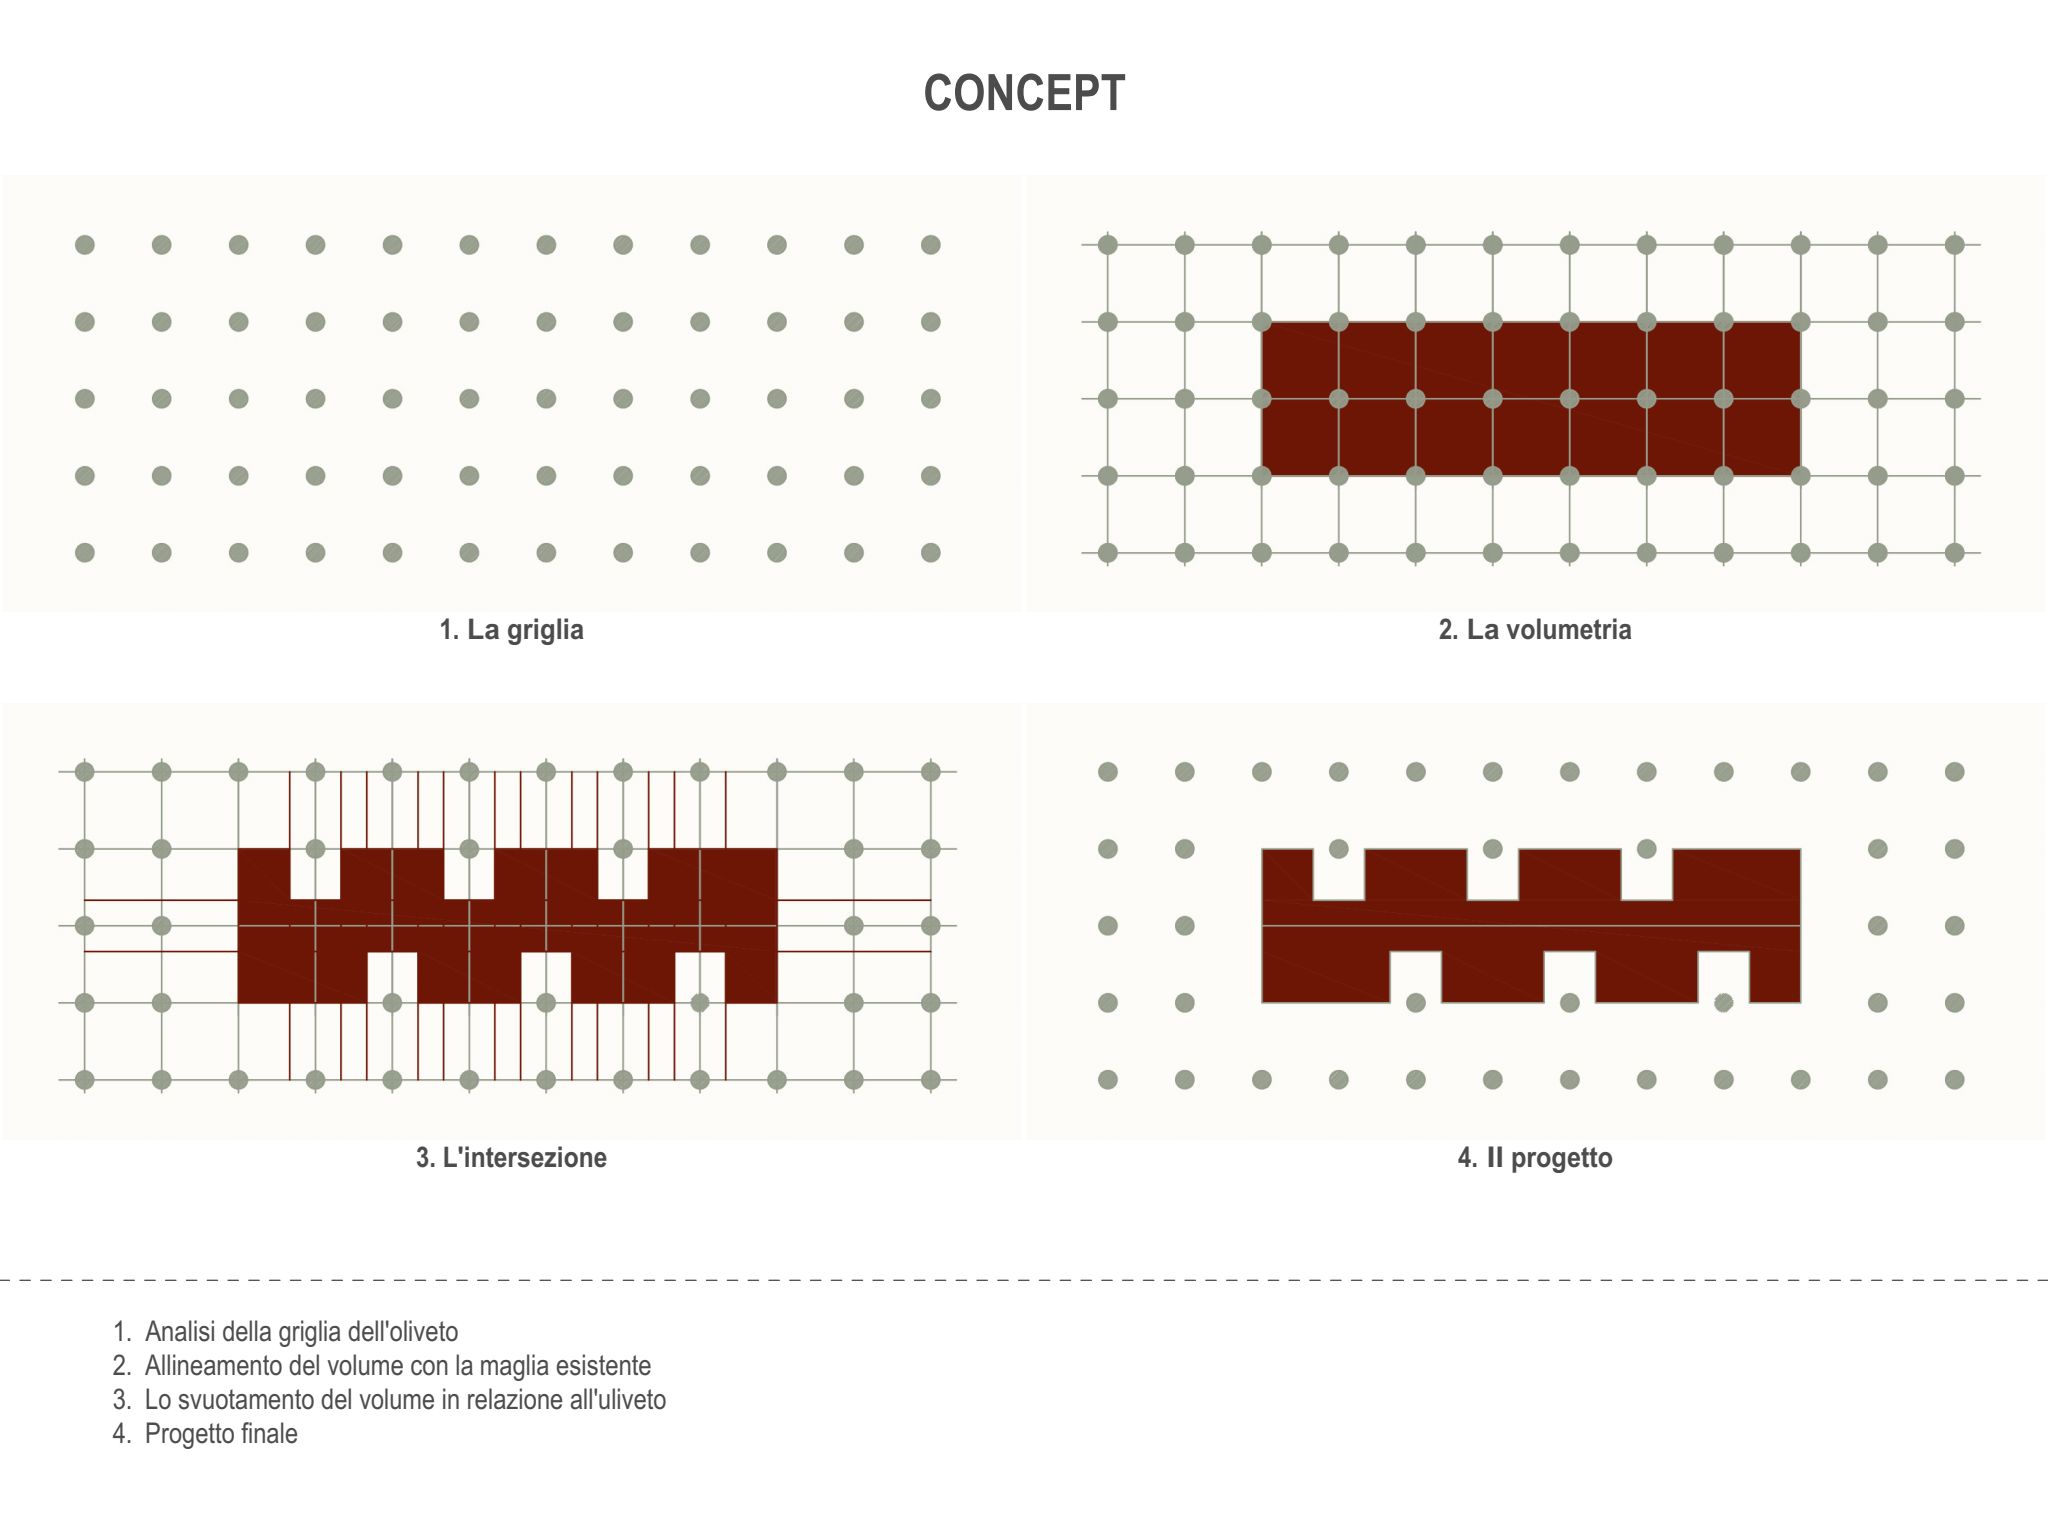 CONCEPT
1. La griglia
2. La volumetria
3. L'intersezione
4. Il progetto
1. Analisi della griglia dell'oliveto
2. Allineamento del volume con la maglia esistente
3. Lo svuotamento del volume in relazione all'uliveto
4. Progetto finale